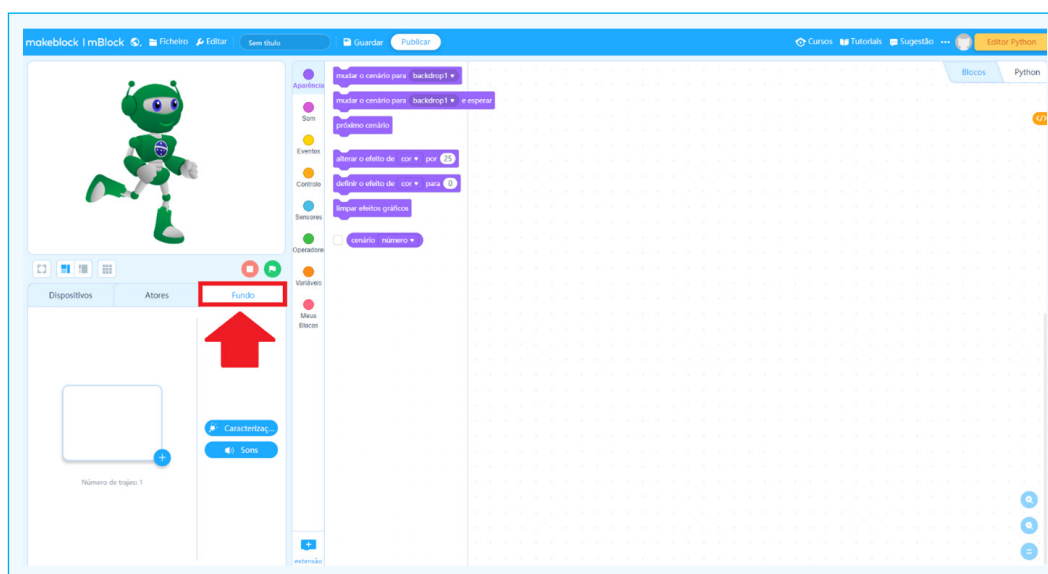 makeblock | mBlock Ficheiro Editar Sem título Guardar Publicar Cursos Tutoriais Sugestão Editor Python
Blocos Python
Aparência
Som
Eventos
Controlo
Sensores
Operadore
Variáveis
Meus
Blocos
extensão
mudar o cenário para backdrop1
mudar o cenário para backdrop1 e esperar
próximo cenário
alterar o efeito de cor por 25
definir o efeito de cor para 0
limpar efeitos gráficos
cenário número
Dispositivos Atores Fundo
Caracterizaç...
Sons
Número de trajes: 1